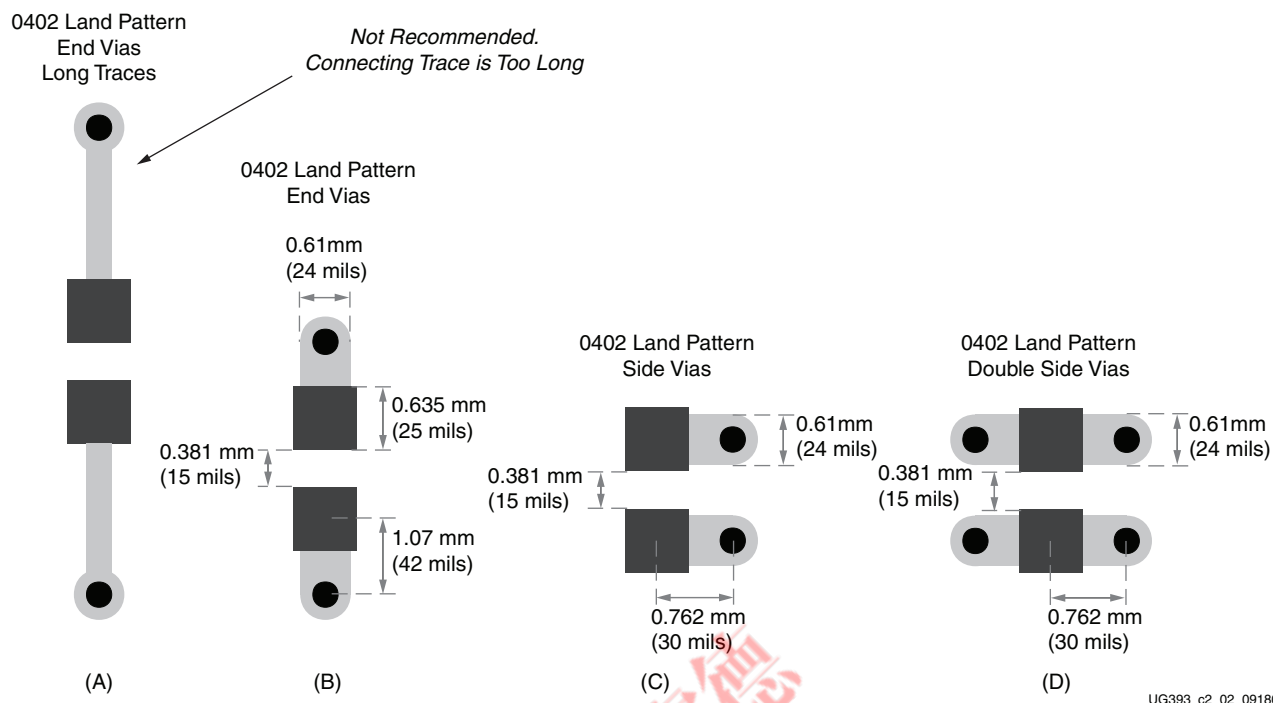 0402 Land Pattern
End Vias
Long Traces
Not Recommended.
Connecting Trace is Too Long
0402 Land Pattern
End Vias
0.61mm
(24 mils)
0.635 mm
(25 mils)
0.381 mm
(15 mils)
1.07 mm
(42 mils)
0402 Land Pattern
Side Vias
0.61mm
(24 mils)
0.381 mm
(15 mils)
0.762 mm
(30 mils)
0402 Land Pattern
Double Side Vias
0.61mm
(24 mils)
0.381 mm
(15 mils)
0.762 mm
(30 mils)
(A)
(B)
(C)
(D)
德